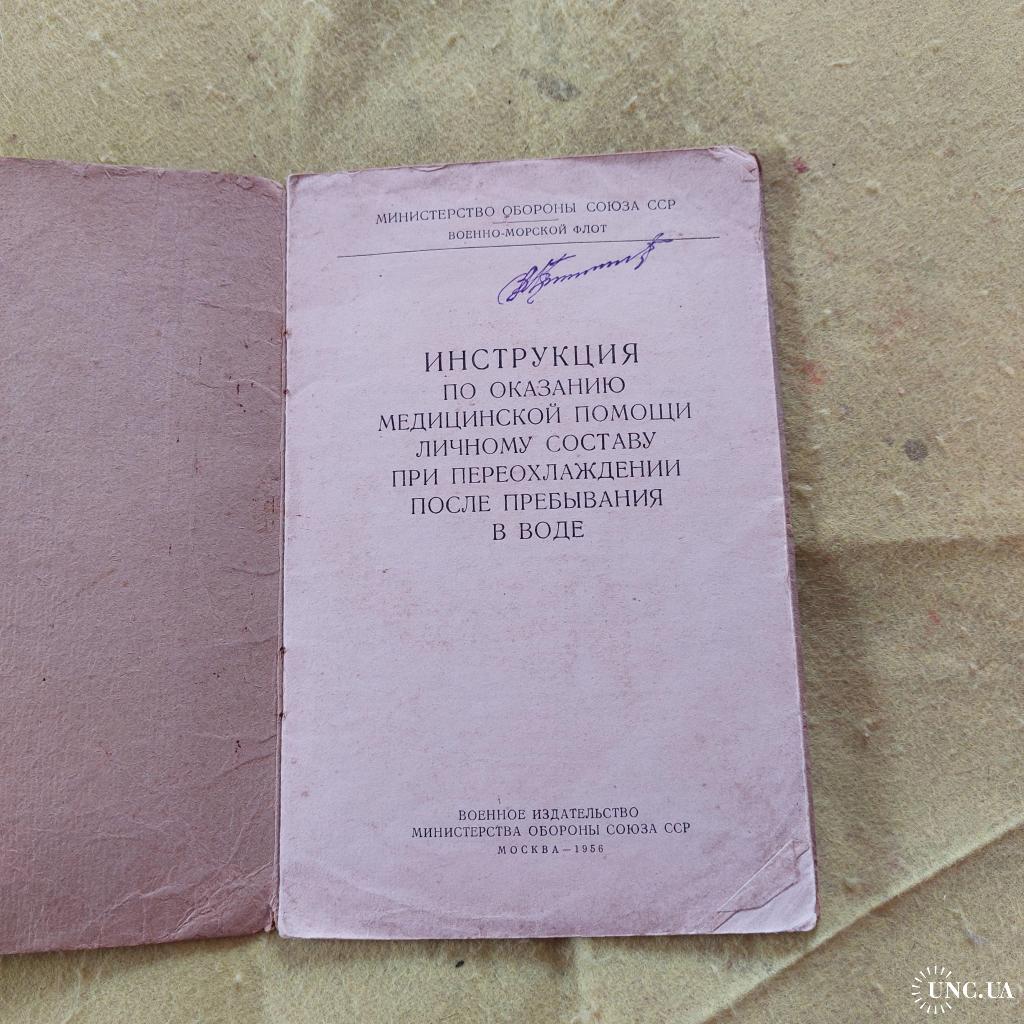 МИНИСТЕРСТВО ОБОРОНЫ СОЮЗА ССР
ВОЕННО-МОРСКОЙ ФЛОТ
ИНСТРУКЦИЯ
ПО ОКАЗАНИЮ
МЕДИЦИНСКОЙ ПОМОЩИ
ЛИЧНОМУ СОСТАВУ
ПРИ ПЕРЕОХЛАЖДЕНИИ
ПОСЛЕ ПРЕБЫВАНИЯ
В ВОДЕ
ВОЕННОЕ ИЗДАТЕЛЬСТВО
МИНИСТЕРСТВА ОБОРОНЫ СОЮЗА ССР
МОСКВА — 1956
UNC.UA